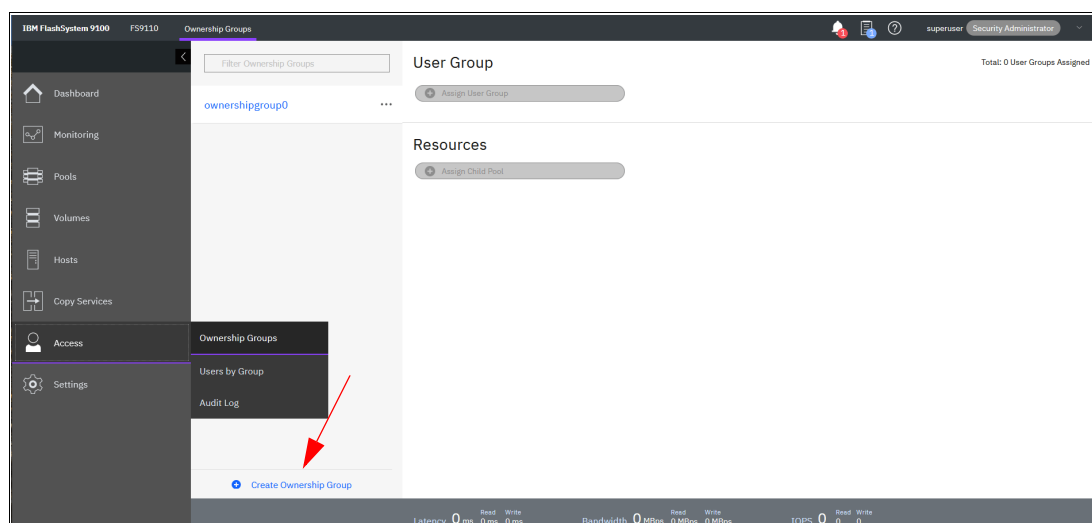 IBM FlashSystem 9100 FS9110 Ownership Groups
1 1 superuser Security Administrator
Filter Ownership Groups
ownershipgroup0
User Group
Total: 0 User Groups Assigned
Assign User Group
Resources
Assign Child Pool
Dashboard
Monitoring
Pools
Volumes
Hosts
Copy Services
Access
Settings
Ownership Groups
Users by Group
Audit Log
Create Ownership Group
Latency 0 ms Read 0 ms Write 0 ms Bandwidth 0 MBps Read 0 MBps Write 0 MBps IOPS 0 Read 0 Write 0